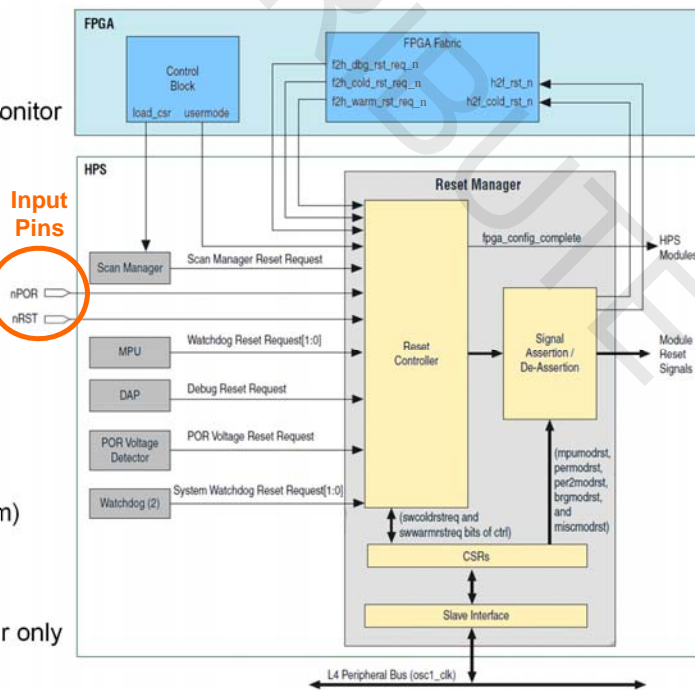 RIBUTE
FPGA
FPGA Fabric
f2h_dbg_rst_req_n
f2h_cold_rst_req_n
f2h_warm_rst_req_n
h2f_rst_n
h2f_cold_rst_n
Control
Block
load_csr usermode
onitor
HPS
Input
Pins
Reset Manager
fpga_config_complete
HPS
Modules
Scan Manager
Scan Manager Reset Request
nPOR
nRST
MPU
Watchdog Reset Request[1:0]
Reset
Controller
Signal
Assertion /
De-Assertion
Module
Reset
Signals
DAP
Debug Reset Request
POR Voltage
Detector
POR Voltage Reset Request
Watchdog (2)
System Watchdog Reset Request[1:0]
(mpumodrst,
permodrst,
per2modrst,
brgmodrst,
and
miscmodrst)
m)
(swcoldrstreq and
swwarmrstreq bits of ctrl)
CSRs
Slave Interface
r only
L4 Peripheral Bus (osc1_clk)